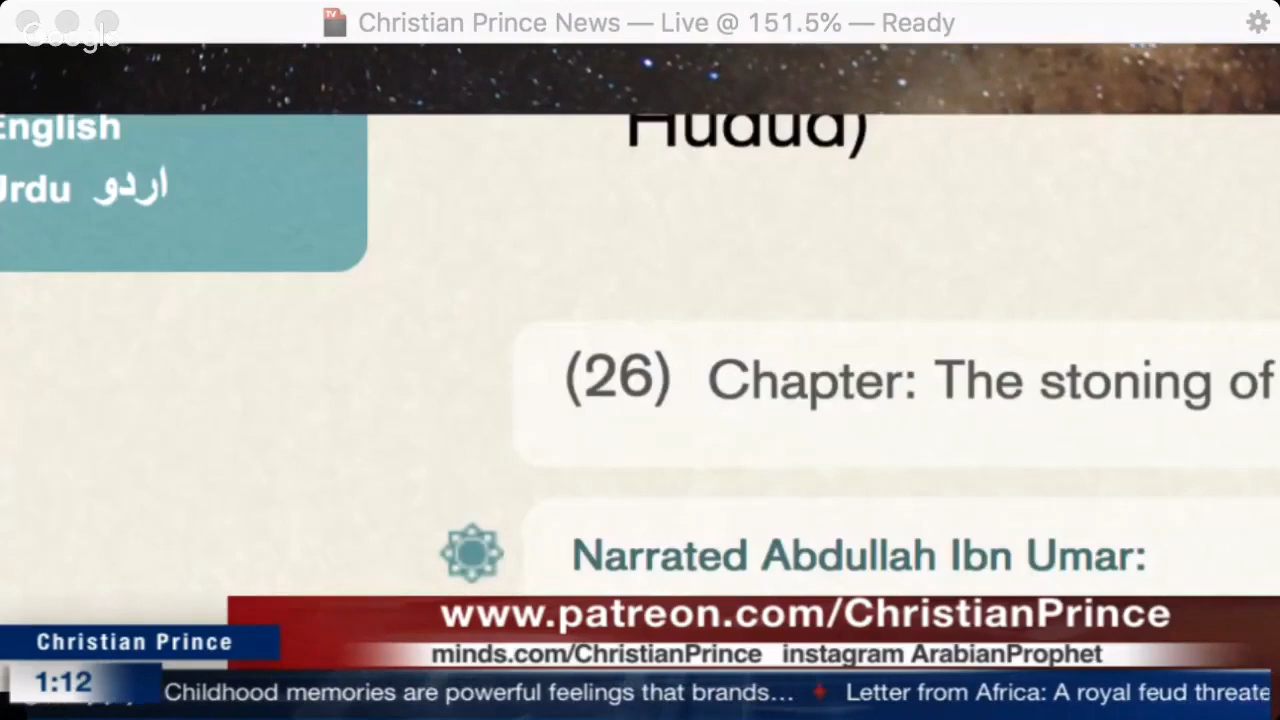 Christian Prince News — Live @ 151.5% — Ready
Google
English
Urdu اردو
Hudud)
(26) Chapter: The stoning of
Narrated Abdullah Ibn Umar:
www.patreon.com/ChristianPrince
Christian Prince
minds.com/ChristianPrince instagram ArabianProphet
1:12
Childhood memories are powerful feelings that brands... Letter from Africa: A royal feud threate